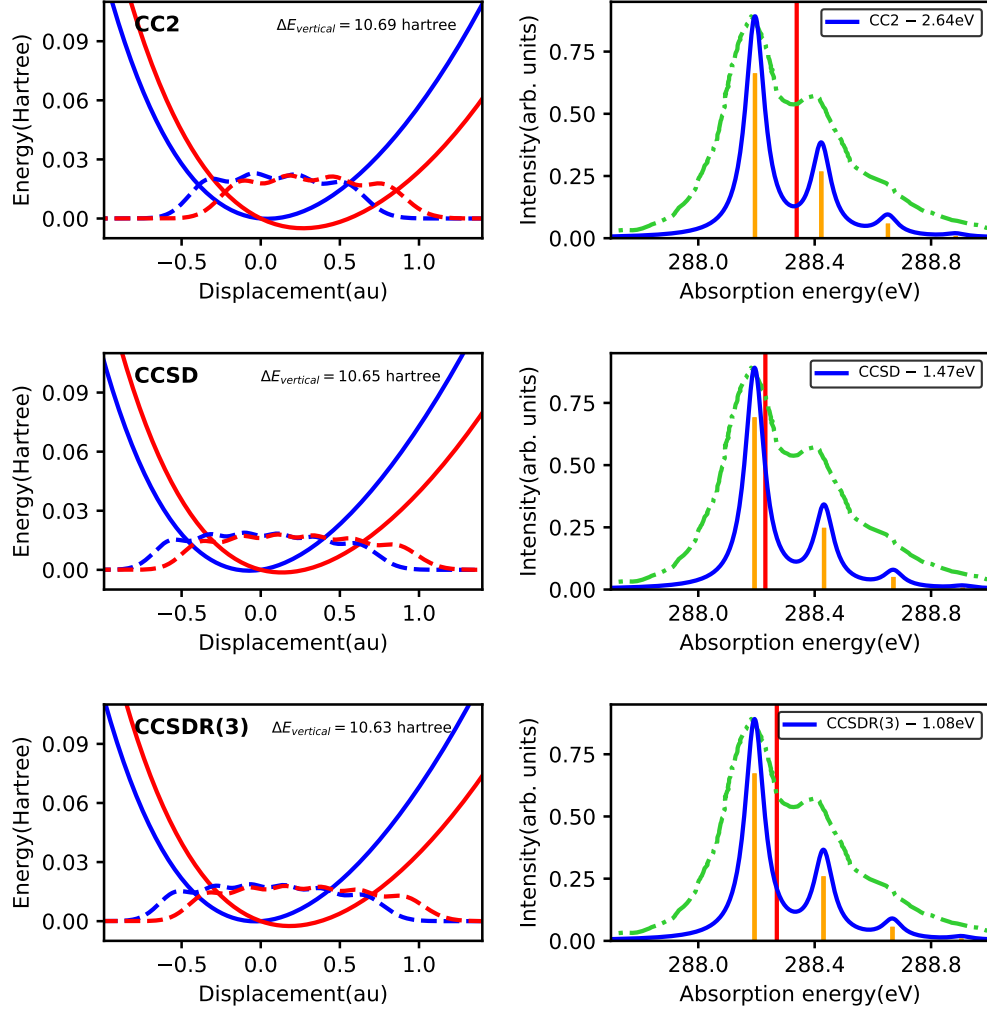 CC2
ΔE_vertical = 10.69 hartree
0.09
0.06
0.03
0.00
Energy(Hartree)
−0.5 0.0 0.5 1.0
Displacement(au)
CC2 − 2.64eV
0.75
0.50
0.25
0.00
Intensity(arb. units)
288.0 288.4 288.8
Absorption energy(eV)
CCSD
ΔE_vertical = 10.65 hartree
0.09
0.06
0.03
0.00
Energy(Hartree)
−0.5 0.0 0.5 1.0
Displacement(au)
CCSD − 1.47eV
0.75
0.50
0.25
0.00
Intensity(arb. units)
288.0 288.4 288.8
Absorption energy(eV)
CCSDR(3)
ΔE_vertical = 10.63 hartree
0.09
0.06
0.03
0.00
Energy(Hartree)
−0.5 0.0 0.5 1.0
Displacement(au)
CCSDR(3) − 1.08eV
0.75
0.50
0.25
0.00
Intensity(arb. units)
288.0 288.4 288.8
Absorption energy(eV)